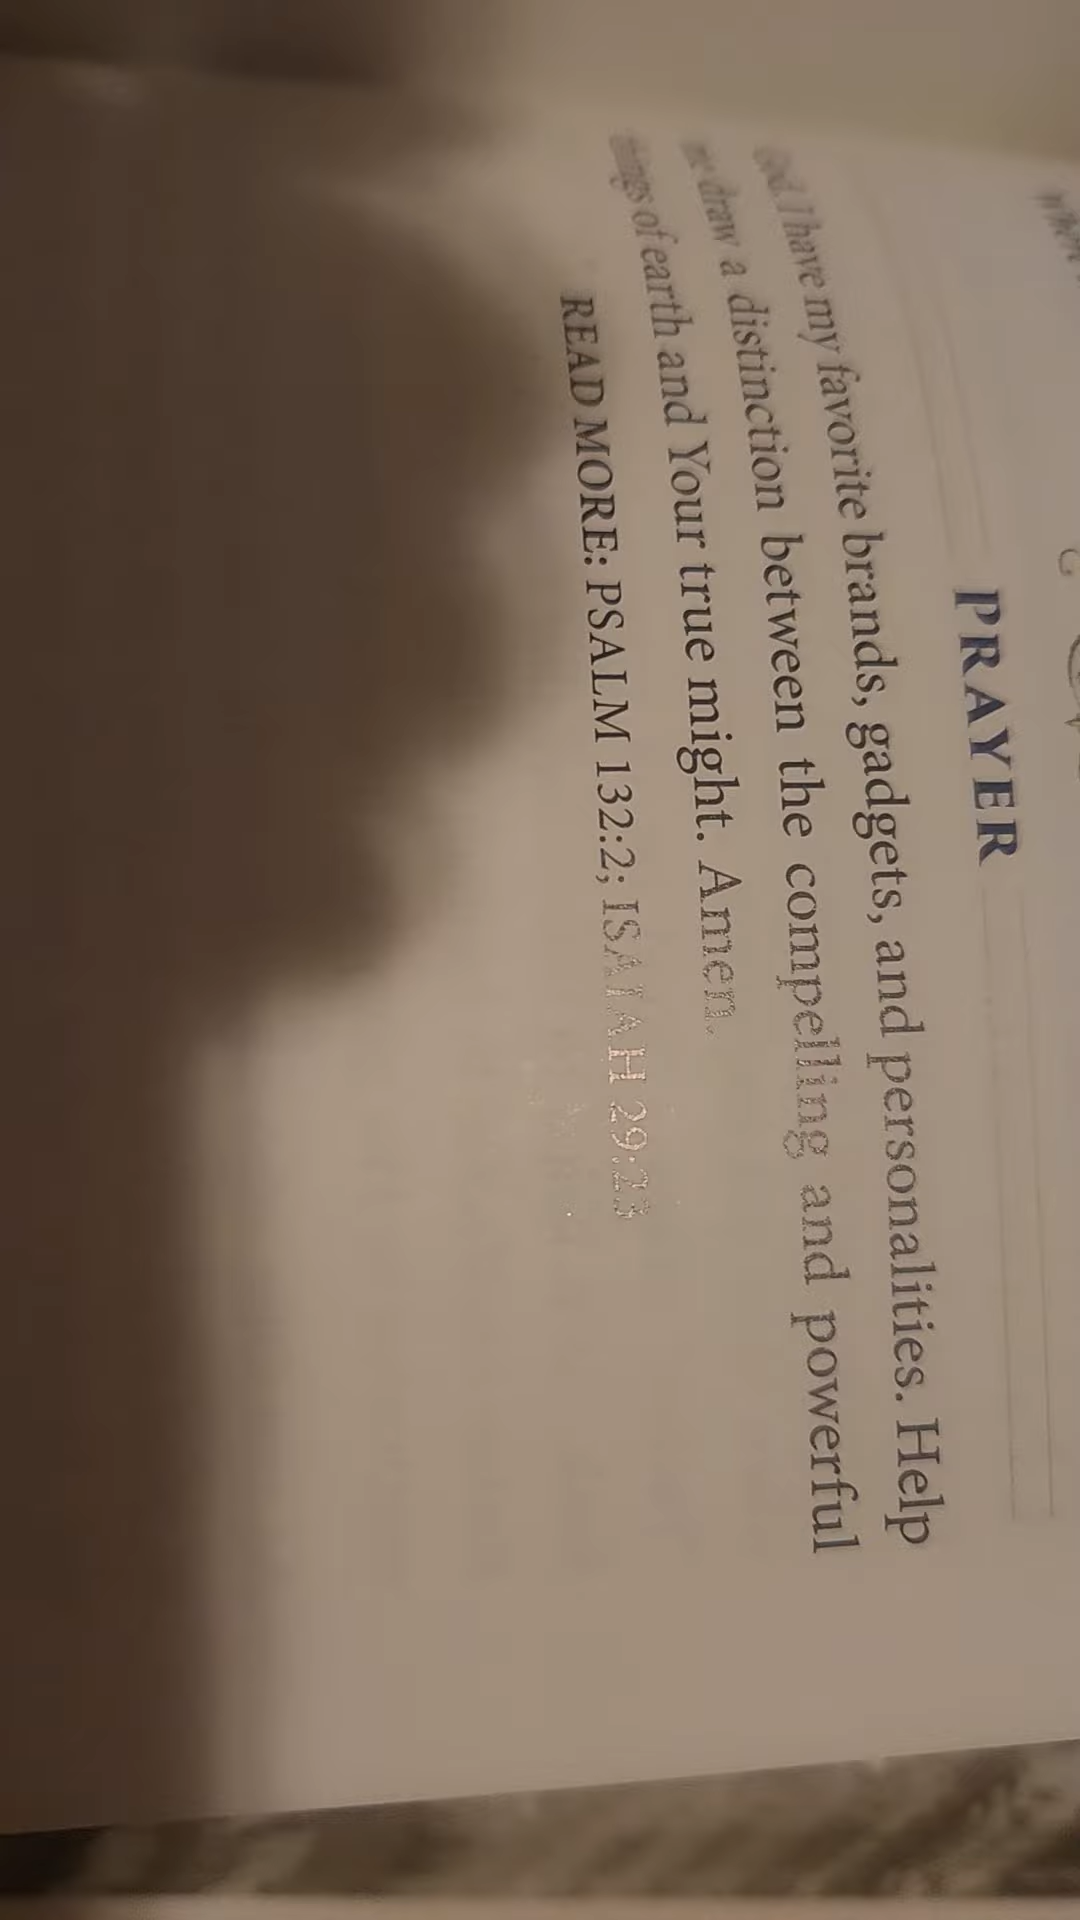 PRAYER
God, I have my favorite brands, gadgets, and personalities. Help
me draw a distinction between the compelling and powerful
things of earth and Your true might. Amen.
READ MORE: PSALM 132:2; ISAIAH 29:23